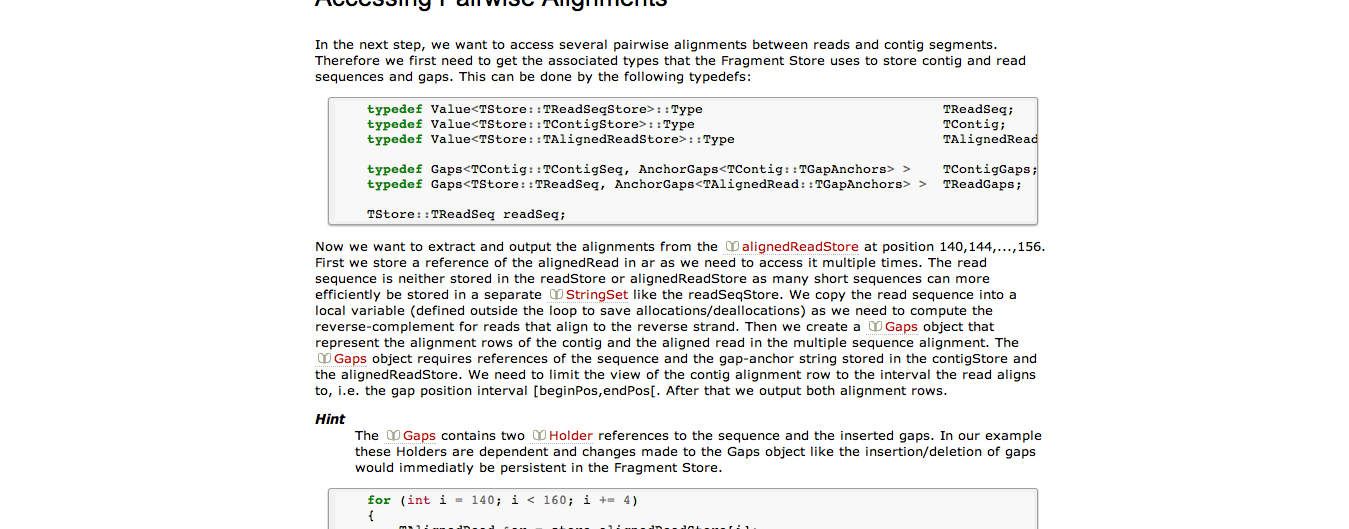 Accessing Pairwise Alignments
In the next step, we want to access several pairwise alignments between reads and contig segments.
Therefore we first need to get the associated types that the Fragment Store uses to store contig and read
sequences and gaps. This can be done by the following typedefs:
typedef Value<TStore::TReadSeqStore>::Type TReadSeq;
typedef Value<TStore::TContigStore>::Type TContig;
typedef Value<TStore::TAlignedReadStore>::Type TAlignedRead
typedef Gaps<TContig::TContigSeq, AnchorGaps<TContig::TGapAnchors> > TContigGaps;
typedef Gaps<TStore::TReadSeq, AnchorGaps<TAlignedRead::TGapAnchors> > TReadGaps;
TStore::TReadSeq readSeq;
Now we want to extract and output the alignments from the alignedReadStore at position 140,144,...,156.
First we store a reference of the alignedRead in ar as we need to access it multiple times. The read
sequence is neither stored in the readStore or alignedReadStore as many short sequences can more
efficiently be stored in a separate StringSet like the readSeqStore. We copy the read sequence into a
local variable (defined outside the loop to save allocations/deallocations) as we need to compute the
reverse-complement for reads that align to the reverse strand. Then we create a Gaps object that
represent the alignment rows of the contig and the aligned read in the multiple sequence alignment. The
Gaps object requires references of the sequence and the gap-anchor string stored in the contigStore and
the alignedReadStore. We need to limit the view of the contig alignment row to the interval the read aligns
to, i.e. the gap position interval [beginPos,endPos[. After that we output both alignment rows.
Hint
The Gaps contains two Holder references to the sequence and the inserted gaps. In our example
these Holders are dependent and changes made to the Gaps object like the insertion/deletion of gaps
would immediatly be persistent in the Fragment Store.
for (int i = 140; i < 160; i += 4)
{